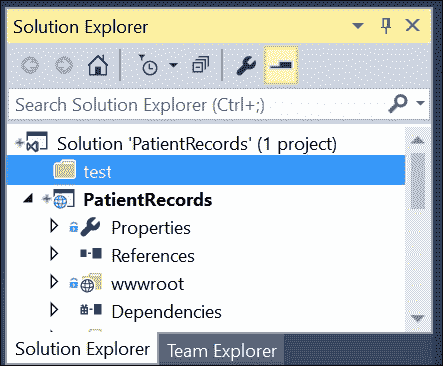 Solution Explorer
Search Solution Explorer (Ctrl+;)
Solution 'PatientRecords' (1 project)
test
PatientRecords
Properties
References
wwwroot
Dependencies
Solution Explorer Team Explorer